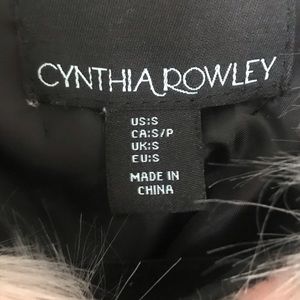 CYNTHIA ROWLEY
US:S
CA:S/P
UK:S
EU:S
MADE IN
CHINA